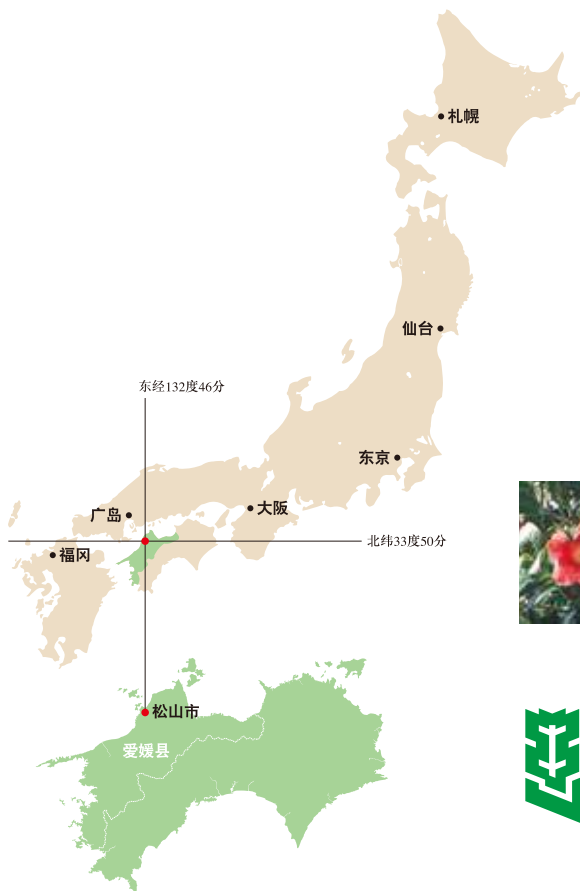 札幌
仙台
东经132度46分
东京
广岛
大阪
北纬33度50分
福冈
松山市
爱媛县